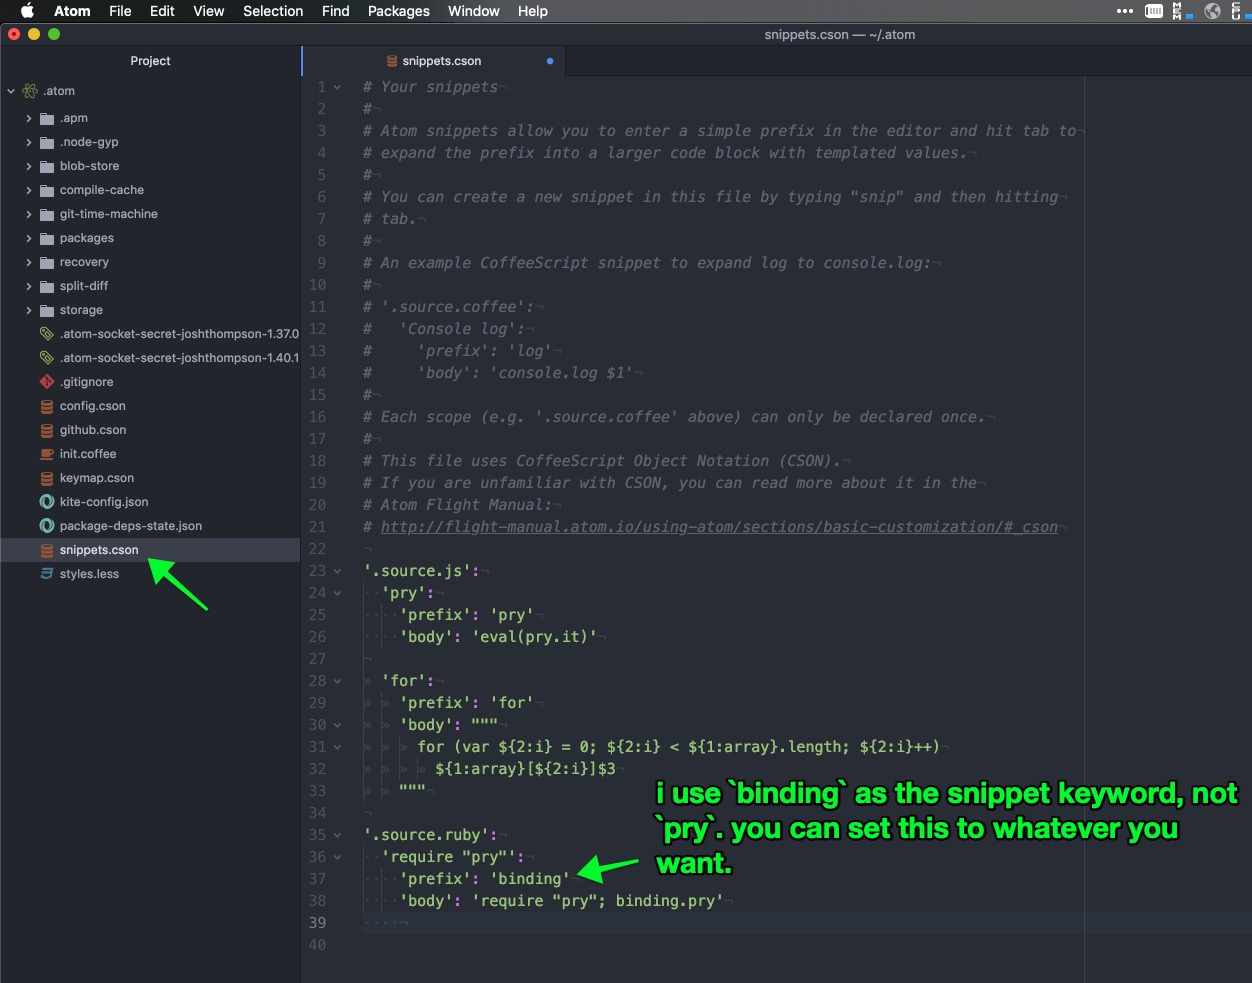 Atom File Edit View Selection Find Packages Window Help
snippets.cson — ~/.atom
Project
snippets.cson
.atom
.apm
.node-gyp
blob-store
compile-cache
git-time-machine
packages
recovery
split-diff
storage
.atom-socket-secret-joshthompson-1.37.0
.atom-socket-secret-joshthompson-1.40.1
.gitignore
config.cson
github.cson
init.coffee
keymap.cson
kite-config.json
package-deps-state.json
snippets.cson
styles.less
1 # Your snippets¬
2 #¬
3 # Atom snippets allow you to enter a simple prefix in the editor and hit tab to¬
4 # expand the prefix into a larger code block with templated values.¬
5 #¬
6 # You can create a new snippet in this file by typing "snip" and then hitting¬
7 # tab.¬
8 #¬
9 # An example CoffeeScript snippet to expand log to console.log:¬
10 #¬
11 # '.source.coffee':¬
12 #   'Console log':¬
13 #     'prefix': 'log'¬
14 #     'body': 'console.log $1'¬
15 #¬
16 # Each scope (e.g. '.source.coffee' above) can only be declared once.¬
17 #¬
18 # This file uses CoffeeScript Object Notation (CSON).¬
19 # If you are unfamiliar with CSON, you can read more about it in the¬
20 # Atom Flight Manual:¬
21 # http://flight-manual.atom.io/using-atom/sections/basic-customization/#_cson¬
22 ¬
23 '.source.js':¬
24 ··'pry':¬
25 ····'prefix': 'pry'¬
26 ····'body': 'eval(pry.it)'¬
27 ¬
28 » 'for':¬
29 » » 'prefix': 'for'¬
30 » » 'body': """¬
31 » » » for (var ${2:i} = 0; ${2:i} < ${1:array}.length; ${2:i}++)¬
32 » » » » ${1:array}[${2:i}]$3¬
33 » » """¬
34 ¬
35 '.source.ruby':¬
36 ··'require "pry"':¬
37 ····'prefix': 'binding'¬
38 ····'body': 'require "pry"; binding.pry'¬
39 ····¬
40
i use `binding` as the snippet keyword, not
`pry`. you can set this to whatever you
want.